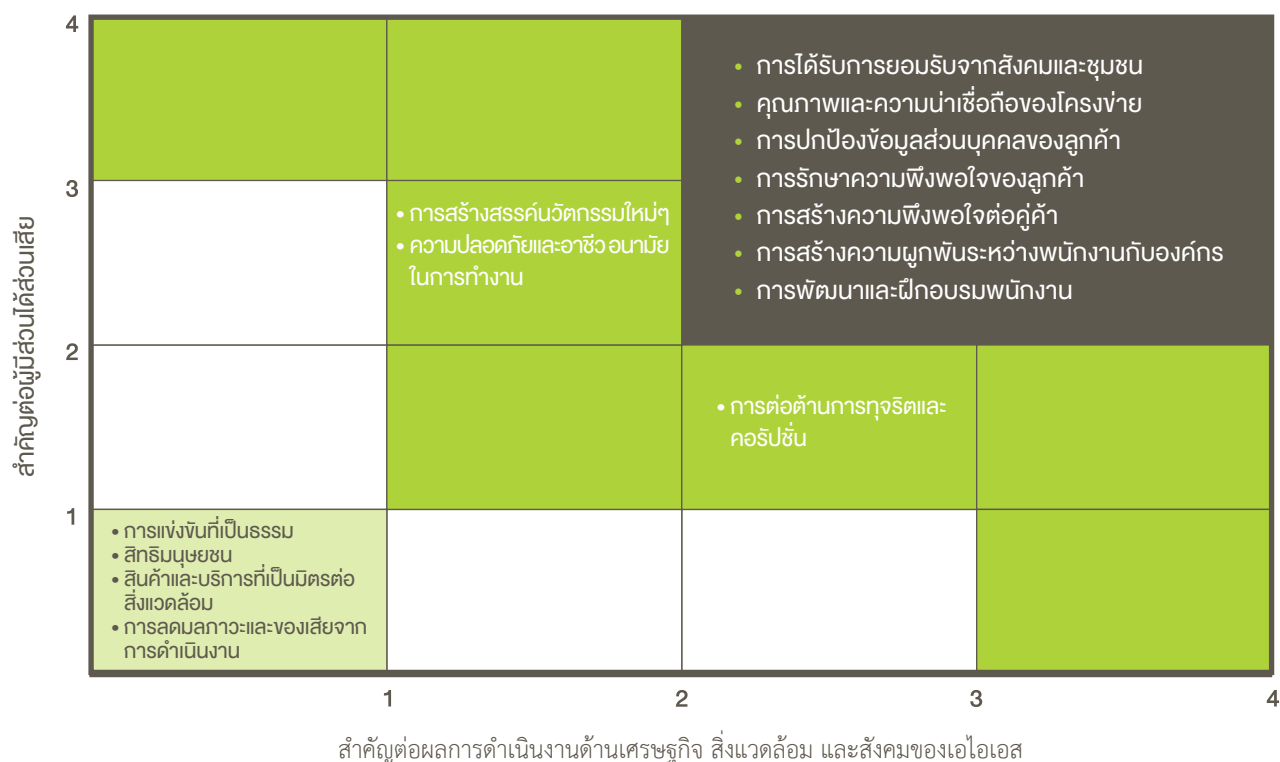 4
• การได้รับการยอมรับจากสังคมและชุมชน
• คุณภาพและความน่าเชื่อถือของโครงข่าย
• การปกป้องข้อมูลส่วนบุคคลของลูกค้า
• การรักษาความพึงพอใจของลูกค้า
• การสร้างความพึงพอใจต่อคู่ค้า
• การสร้างความผูกพันระหว่างพนักงานกับองค์กร
• การพัฒนาและฝึกอบรมพนักงาน
3
• การสร้างสรรค์นวัตกรรมใหม่ๆ
• ความปลอดภัยและอาชีวอนามัย
ในการทำงาน
สำคัญต่อผู้มีส่วนได้ส่วนเสีย
2
• การต่อต้านการทุจริตและ
คอรัปชั่น
1
• การแข่งขันที่เป็นธรรม
• สิทธิมนุษยชน
• สินค้าและบริการที่เป็นมิตรต่อ
สิ่งแวดล้อม
• การลดมลภาวะและของเสียจาก
การดำเนินงาน
1 2 3 4
สำคัญต่อผลการดำเนินงานด้านเศรษฐกิจ สิ่งแวดล้อม และสังคมของเอไอเอส